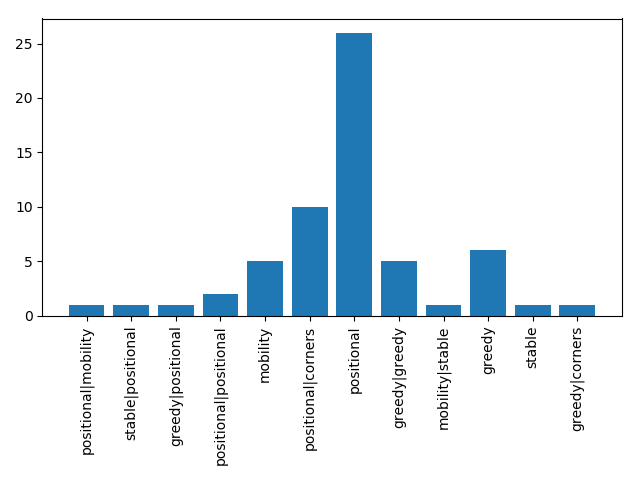 25
20
15
10
5
0
positional|mobility
stable|positional
greedy|positional
positional|positional
mobility
positional|corners
positional
greedy|greedy
mobility|stable
greedy
stable
greedy|corners